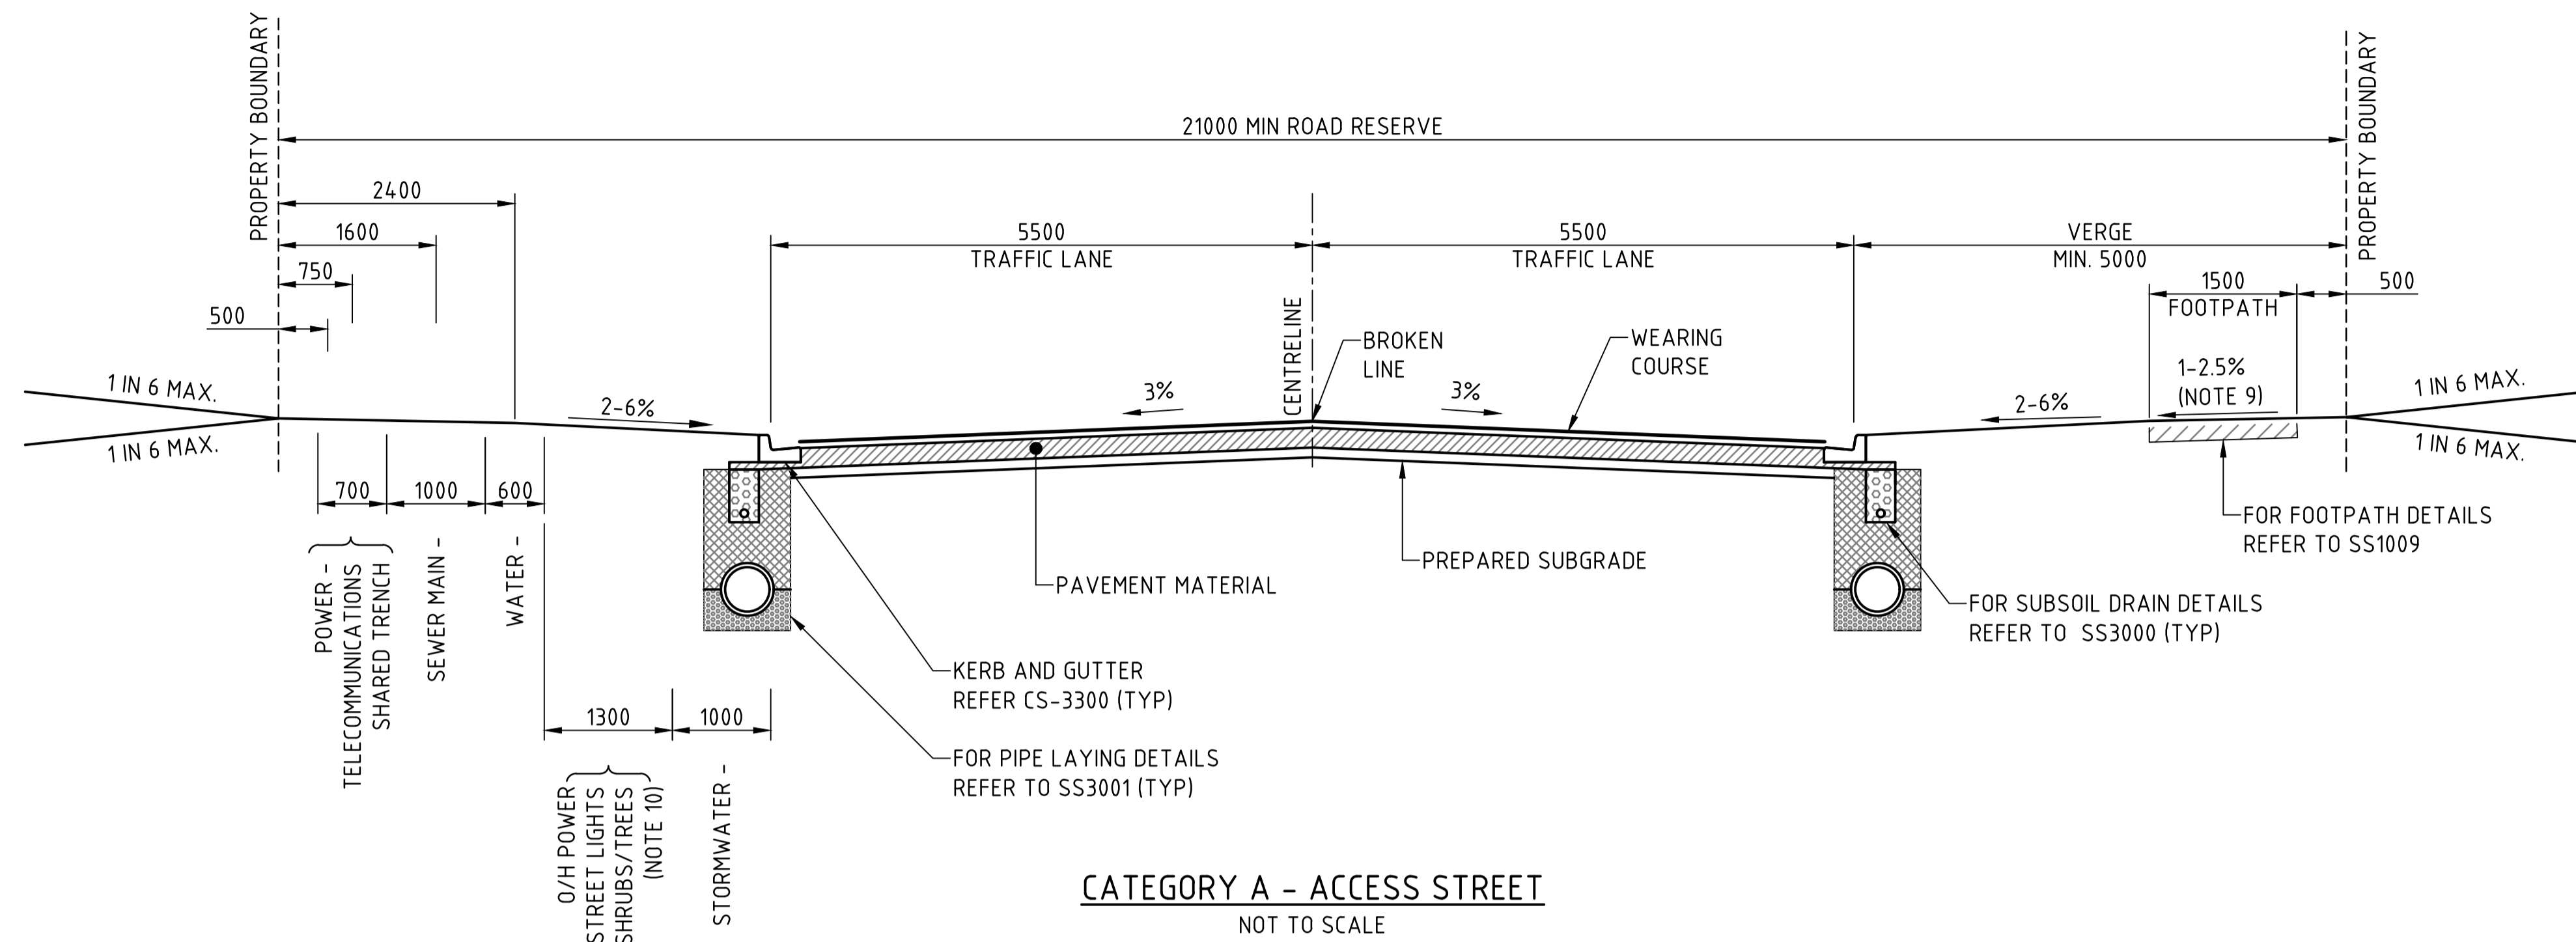 PROPERTY BOUNDARY
21000 MIN ROAD RESERVE
PROPERTY BOUNDARY
2400
1600
750
500
5500
TRAFFIC LANE
5500
TRAFFIC LANE
VERGE
MIN. 5000
1500
FOOTPATH
500
CENTRELINE
BROKEN
LINE
WEARING
COURSE
1-2.5%
(NOTE 9)
1 IN 6 MAX.
1 IN 6 MAX.
2-6%
3%
3%
2-6%
1 IN 6 MAX.
1 IN 6 MAX.
700
1000
600
POWER -
TELECOMMUNICATIONS
SHARED TRENCH
SEWER MAIN -
WATER -
PAVEMENT MATERIAL
PREPARED SUBGRADE
FOR FOOTPATH DETAILS
REFER TO SS1009
FOR SUBSOIL DRAIN DETAILS
REFER TO SS3000 (TYP)
KERB AND GUTTER
REFER CS-3300 (TYP)
1300
1000
FOR PIPE LAYING DETAILS
REFER TO SS3001 (TYP)
O/H POWER
STREET LIGHTS
SHRUBS/TREES
(NOTE 10)
STORMWATER -
CATEGORY A - ACCESS STREET
NOT TO SCALE